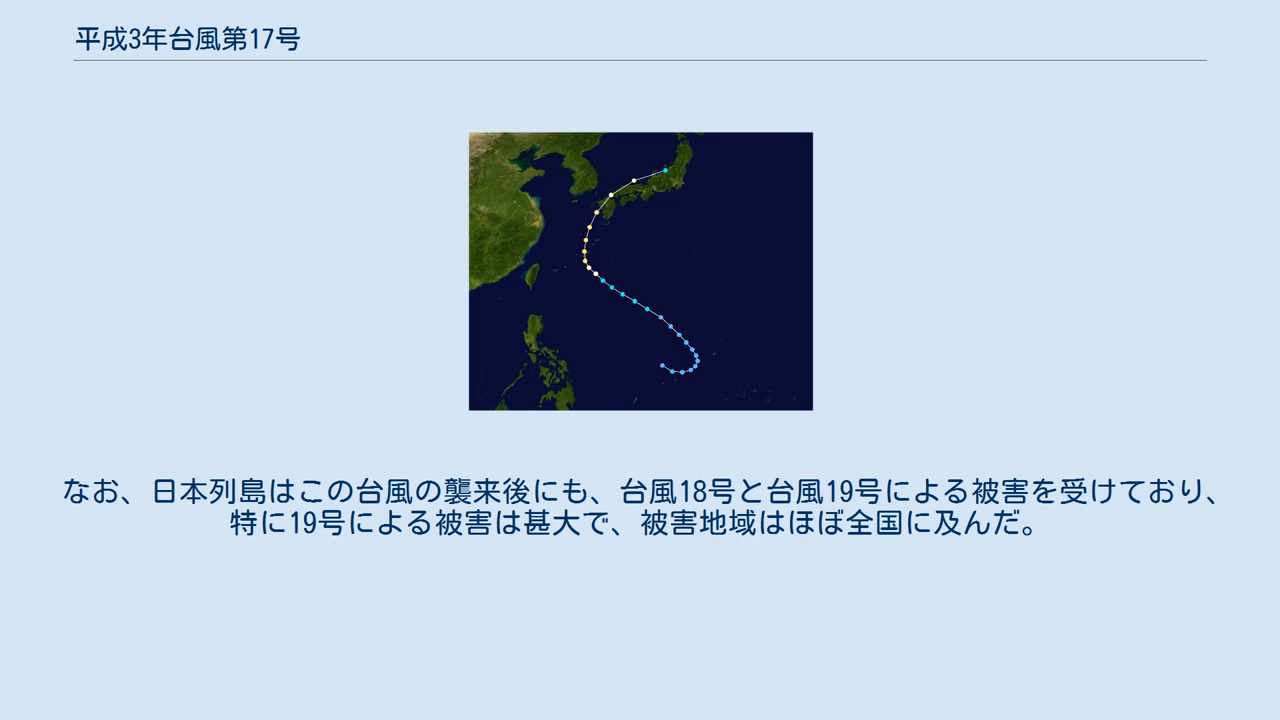 平成3年台風第17号
なお、日本列島はこの台風の襲来後にも、台風18号と台風19号による被害を受けており、
特に19号による被害は甚大で、被害地域はほぼ全国に及んだ。